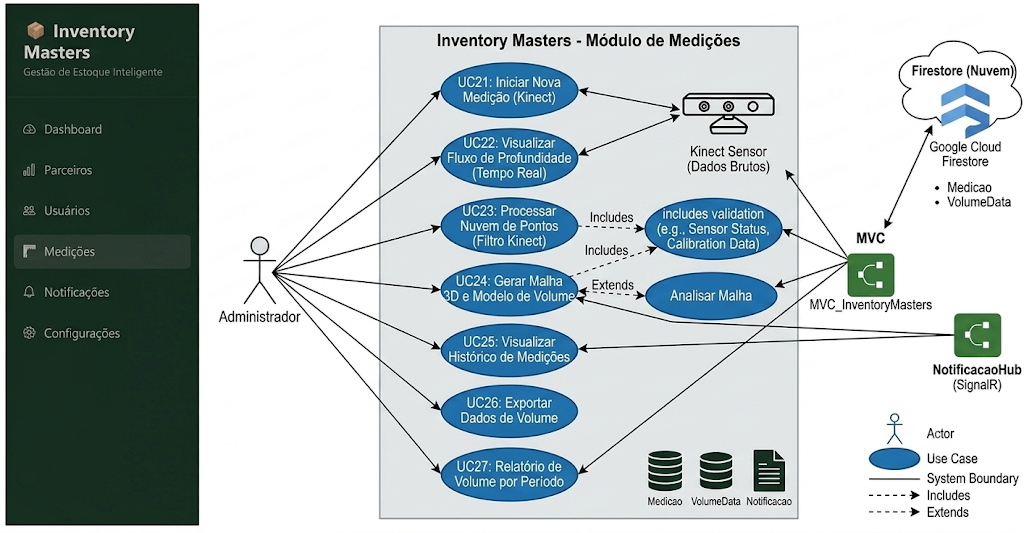 Inventory
Masters
Gestão de Estoque Inteligente
Dashboard
Parceiros
Usuários
Medições
Notificações
Configurações
Administrador
Inventory Masters - Módulo de Medições
UC21: Iniciar Nova
Medição (Kinect)
UC22: Visualizar
Fluxo de Profundidade
(Tempo Real)
UC23: Processar
Nuvem de Pontos
(Filtro Kinect)
UC24: Gerar Malha
3D e Modelo de Volume
UC25: Visualizar
Histórico de Medições
UC26: Exportar
Dados de Volume
UC27: Relatório de
Volume por Periodo
Includes
Includes
Extends
Kinect Sensor
(Dados Brutos)
includes validation
(e.g., Sensor Status,
Calibration Data)
Analisar Malha
Medicao
VolumeData
Notificacao
Firestore (Nuvem)
Google Cloud
Firestore
• Medicao
• VolumeData
MVC
MVC_InventoryMasters
NotificacaoHub
(SignalR)
Actor
Use Case
System Boundary
Includes
Extends